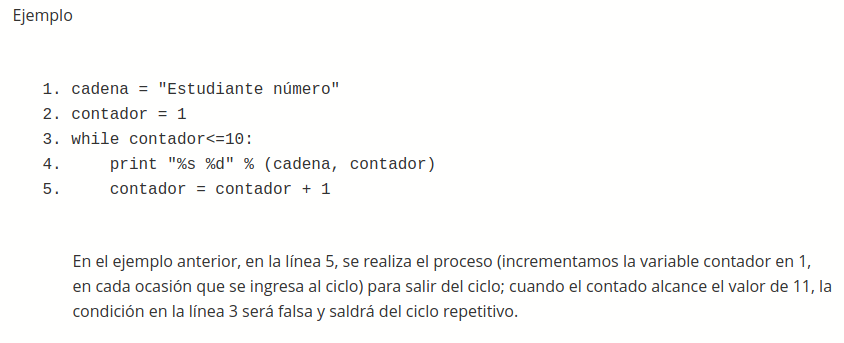 Ejemplo
1. cadena = "Estudiante número"
2. contador = 1
3. while contador<=10:
4.     print "%s %d" % (cadena, contador)
5.     contador = contador + 1
En el ejemplo anterior, en la línea 5, se realiza el proceso (incrementamos la variable contador en 1,
en cada ocasión que se ingresa al ciclo) para salir del ciclo; cuando el contado alcance el valor de 11, la
condición en la línea 3 será falsa y saldrá del ciclo repetitivo.